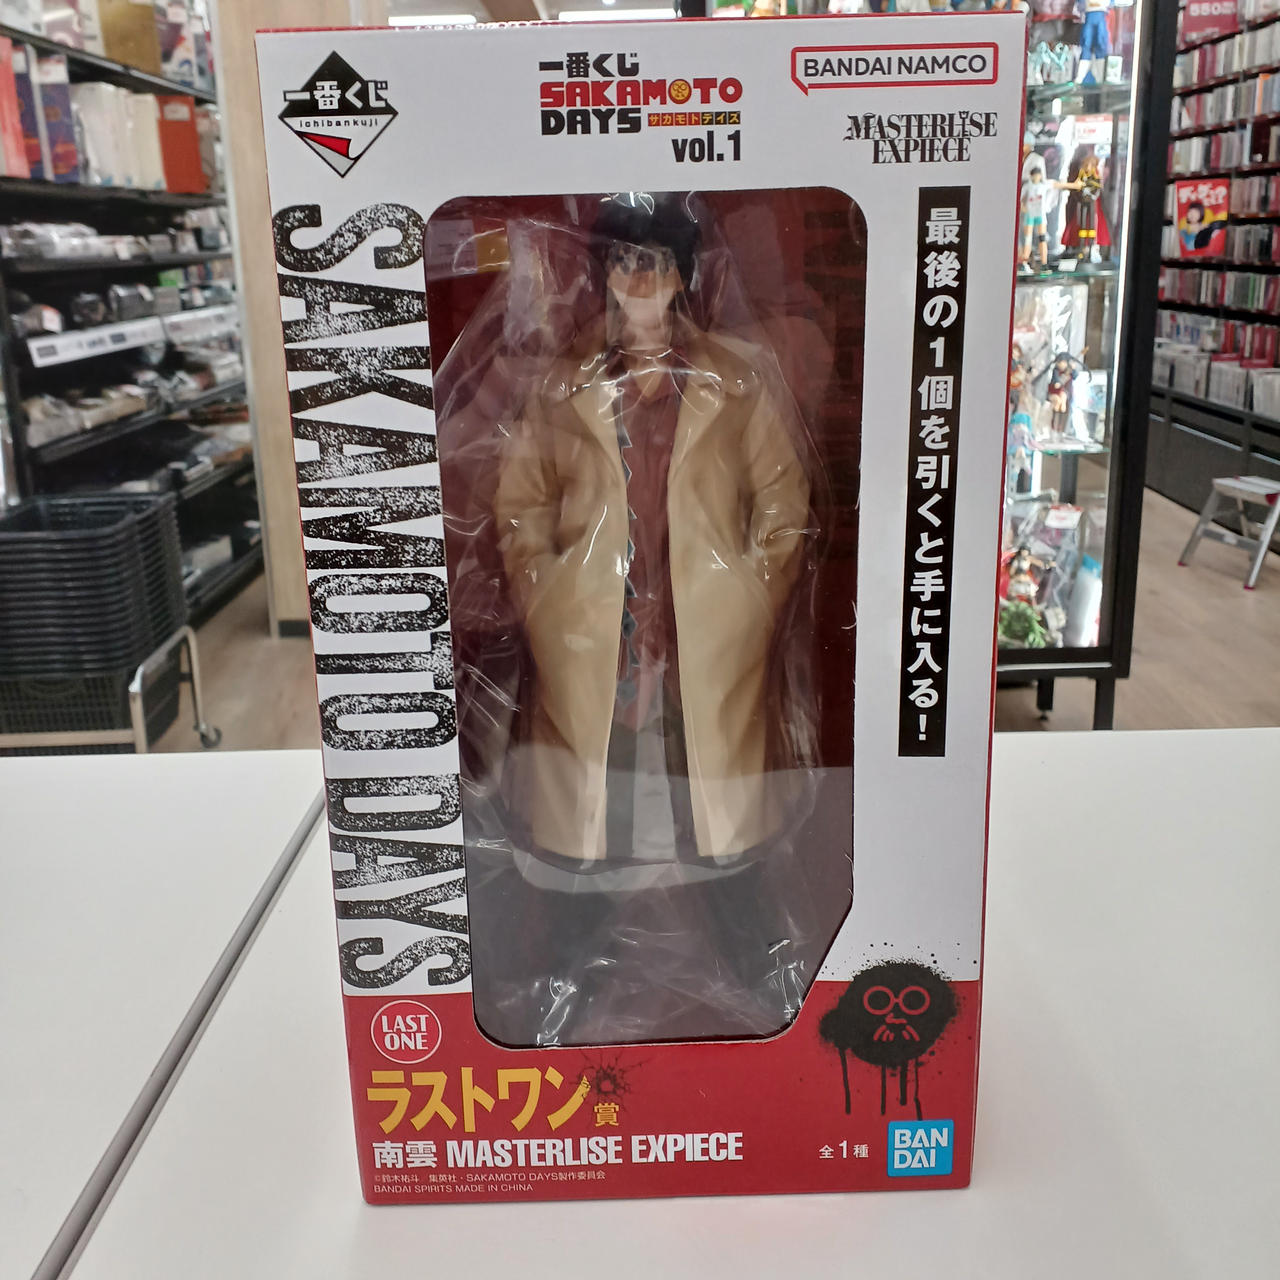 一番くじ
ichibankuji
一番くじ
SAKAMOTO
DAYS サカモトデイズ
vol.1
BANDAI NAMCO
MASTERLISE
EXPIECE
SAKAMOTO DAYS
最後の1個を引くと手に入る!
LAST
ONE
ラストワン賞
南雲 MASTERLISE EXPIECE
©鈴木祐斗／集英社・SAKAMOTO DAYS製作委員会
BANDAI SPIRITS MADE IN CHINA
全1種
BAN
DAI
550